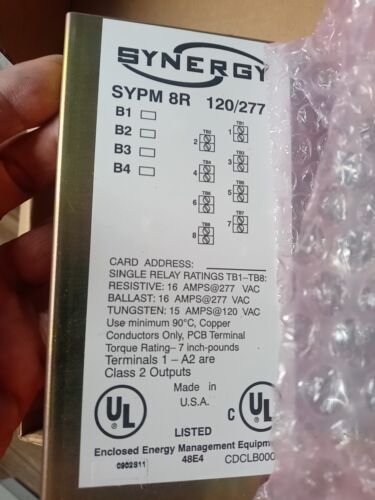 SYNERGY
SYPM 8R 120/277
B1
B2
B3
B4
TB1
TB2
1
2
TB3
TB4
3
4
TB5
5
6
TB7
7
TB8
8
CARD ADDRESS:
SINGLE RELAY RATINGS TB1–TB8:
RESISTIVE: 16 AMPS@277 VAC
BALLAST: 16 AMPS@277 VAC
TUNGSTEN: 15 AMPS@120 VAC
Use minimum 90°C, Copper
Conductors Only, PCB Terminal
Torque Rating– 7 inch-pounds
Terminals 1 – A2 are
Class 2 Outputs
Made in
U.S.A.
UL
C UL
LISTED
Enclosed Energy Management Equipme
48E4
0902S11
CDCLB000